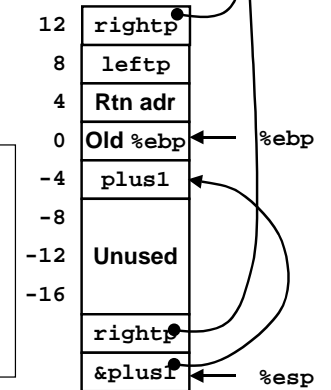 12 rightp
8 leftp
4 Rtn adr
0 Old %ebp %ebp
-4 plus1
-8
-12 Unused
-16
rightp
&plus1 %esp